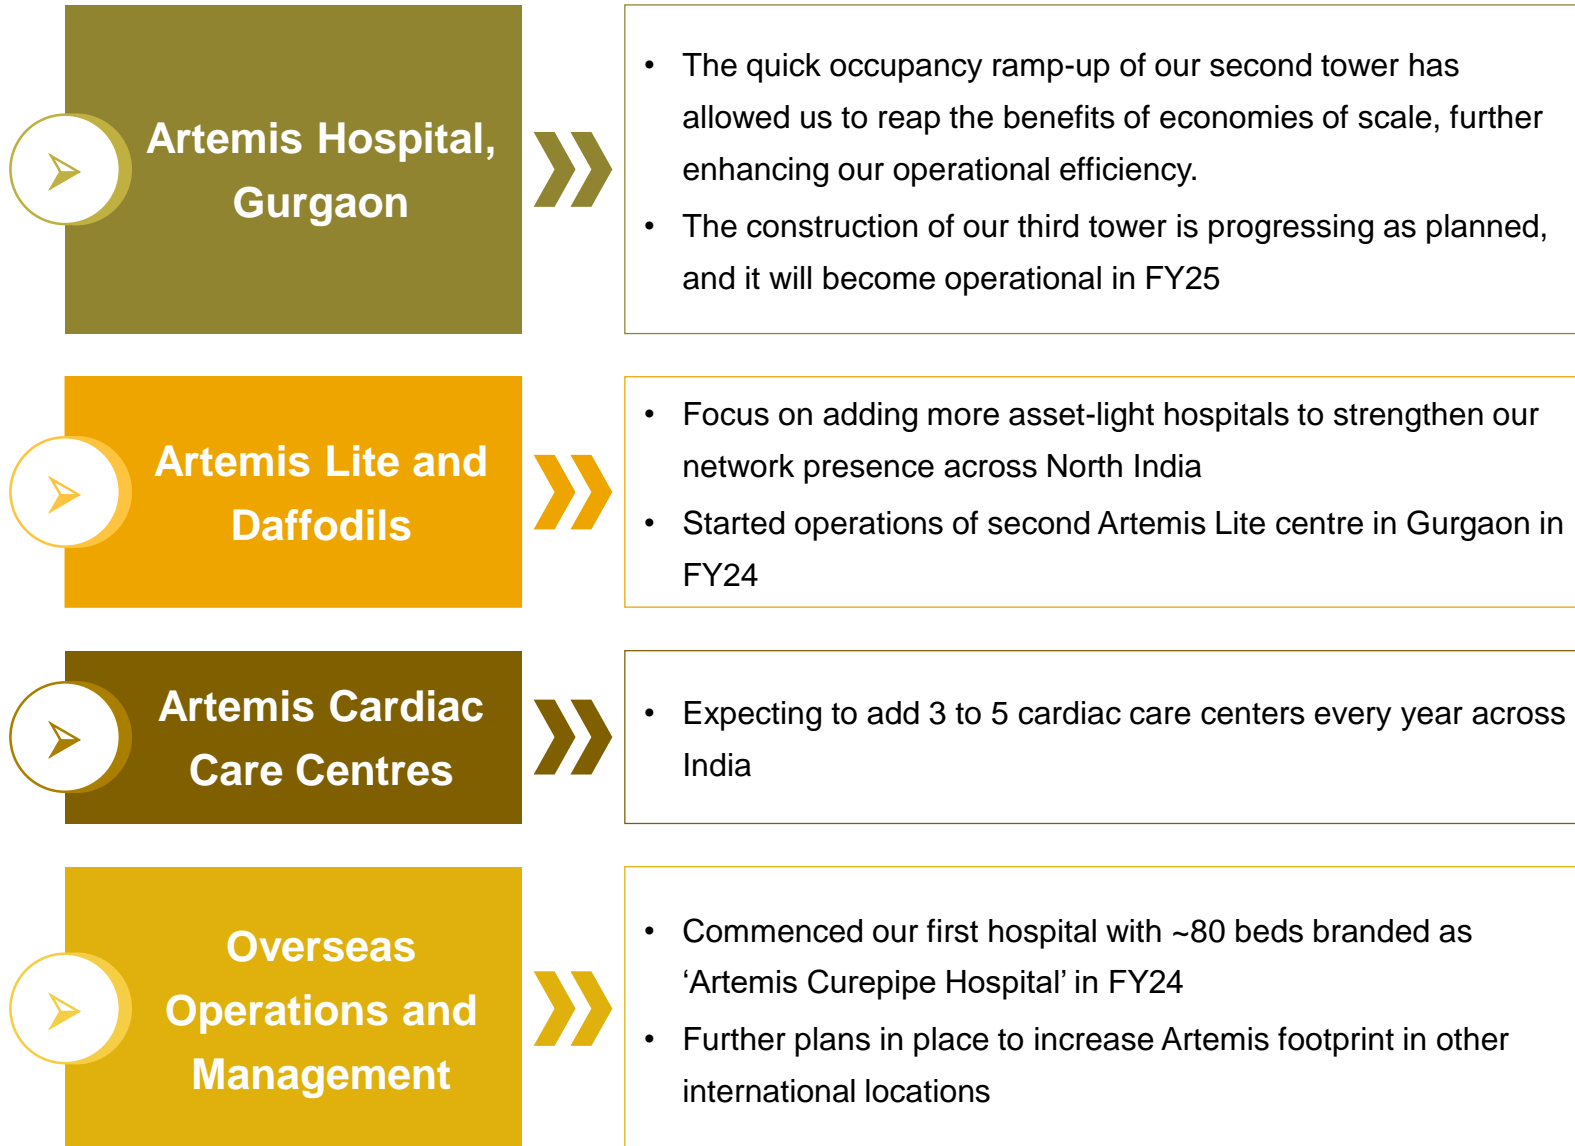 Artemis Hospital,
Gurgaon
• The quick occupancy ramp-up of our second tower has
allowed us to reap the benefits of economies of scale, further
enhancing our operational efficiency.
• The construction of our third tower is progressing as planned,
and it will become operational in FY25
Artemis Lite and
Daffodils
• Focus on adding more asset-light hospitals to strengthen our
network presence across North India
• Started operations of second Artemis Lite centre in Gurgaon in
FY24
Artemis Cardiac
Care Centres
• Expecting to add 3 to 5 cardiac care centers every year across
India
Overseas
Operations and
Management
• Commenced our first hospital with ~80 beds branded as
‘Artemis Curepipe Hospital’ in FY24
• Further plans in place to increase Artemis footprint in other
international locations